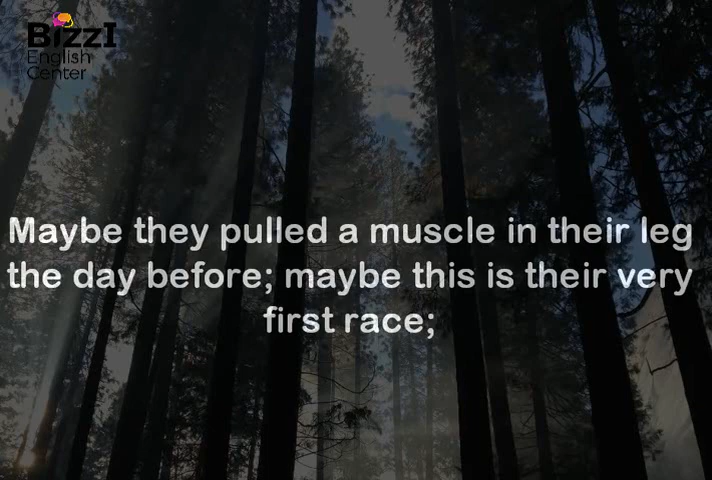 BizzI
English
Center
Maybe they pulled a muscle in their leg
the day before; maybe this is their very
first race;